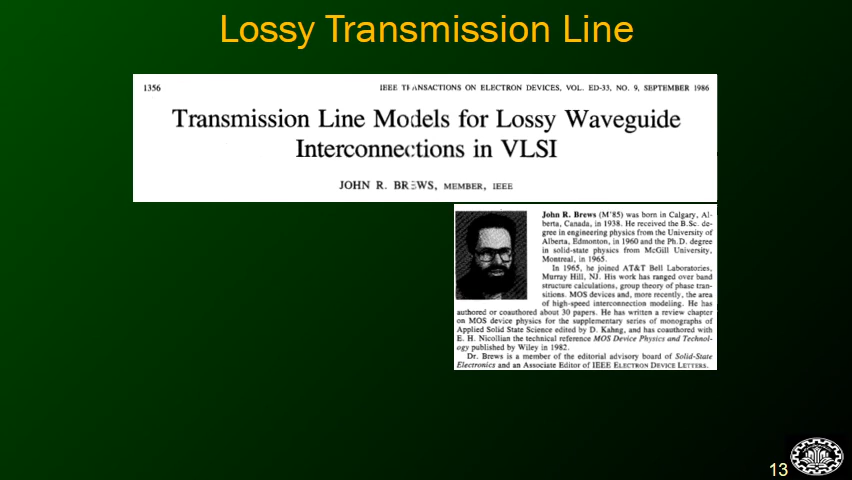 Lossy Transmission Line
1356
IEEE TRANSACTIONS ON ELECTRON DEVICES, VOL. ED-33, NO. 9, SEPTEMBER 1986
Transmission Line Models for Lossy Waveguide
Interconnections in VLSI
JOHN R. BREWS, MEMBER, IEEE
John R. Brews (M'85) was born in Calgary, Al-
berta, Canada, in 1938. He received the B.Sc. de-
gree in engineering physics from the University of
Alberta, Edmonton, in 1960 and the Ph.D. degree
in solid-state physics from McGill University,
Montreal, in 1965.
In 1965, he joined AT&T Bell Laboratories,
Murray Hill, NJ. His work has ranged over band
structure calculations, group theory of phase tran-
sitions. MOS devices and, more recently, the area
of high-speed interconnection modeling. He has
authored or coauthored about 30 papers. He has written a review chapter
on MOS device physics for the supplementary series of monographs of
Applied Solid State Science edited by D. Kahng, and has coauthored with
E. H. Nicollian the technical reference MOS Device Physics and Technol-
ogy published by Wiley in 1982.
Dr. Brews is a member of the editorial advisory board of Solid-State
Electronics and an Associate Editor of IEEE ELECTRON DEVICE LETTERS.
13